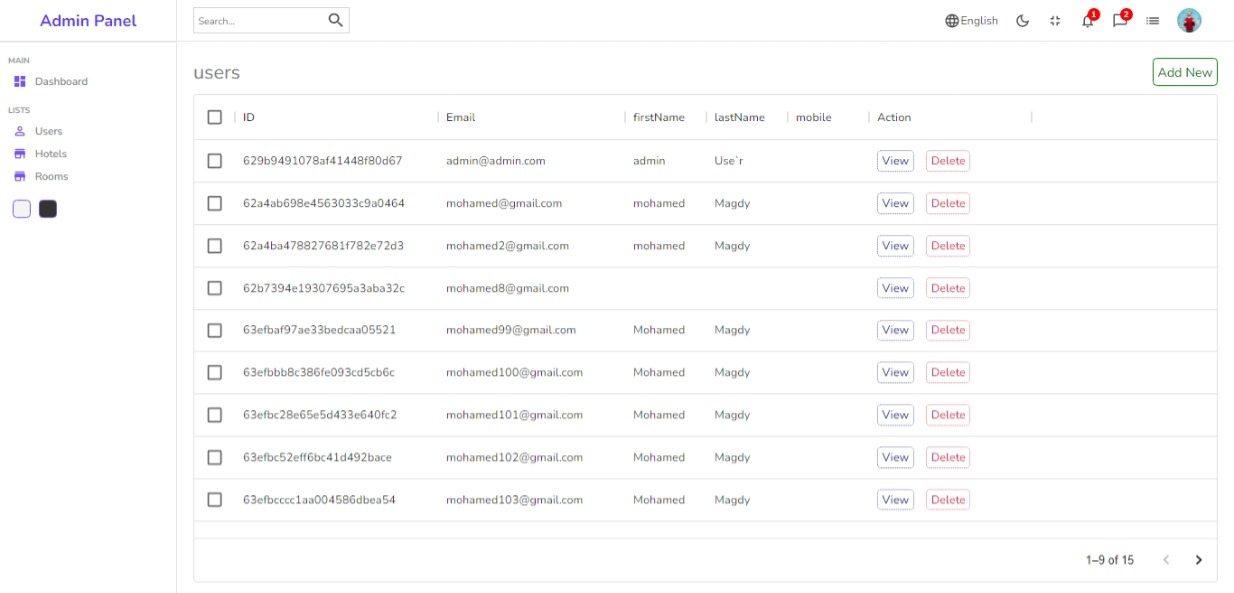 Admin Panel
Search...
English
1
2
MAIN
Dashboard
LISTS
Users
Hotels
Rooms
users
Add New
ID Email firstName lastName mobile Action
629b9491078af41448f80d67 admin@admin.com admin Use`r View Delete
62a4ab698e4563033c9a0464 mohamed@gmail.com mohamed Magdy View Delete
62a4ba478827681f782e72d3 mohamed2@gmail.com mohamed Magdy View Delete
62b7394e19307695a3aba32c mohamed8@gmail.com View Delete
63efbaf97ae33bedcaa05521 mohamed99@gmail.com Mohamed Magdy View Delete
63efbbb8c386fe093cd5cb6c mohamed100@gmail.com Mohamed Magdy View Delete
63efbc28e65e5d433e640fc2 mohamed101@gmail.com Mohamed Magdy View Delete
63efbc52eff6bc41d492bace mohamed102@gmail.com Mohamed Magdy View Delete
63efbcccc1aa004586dbea54 mohamed103@gmail.com Mohamed Magdy View Delete
1–9 of 15